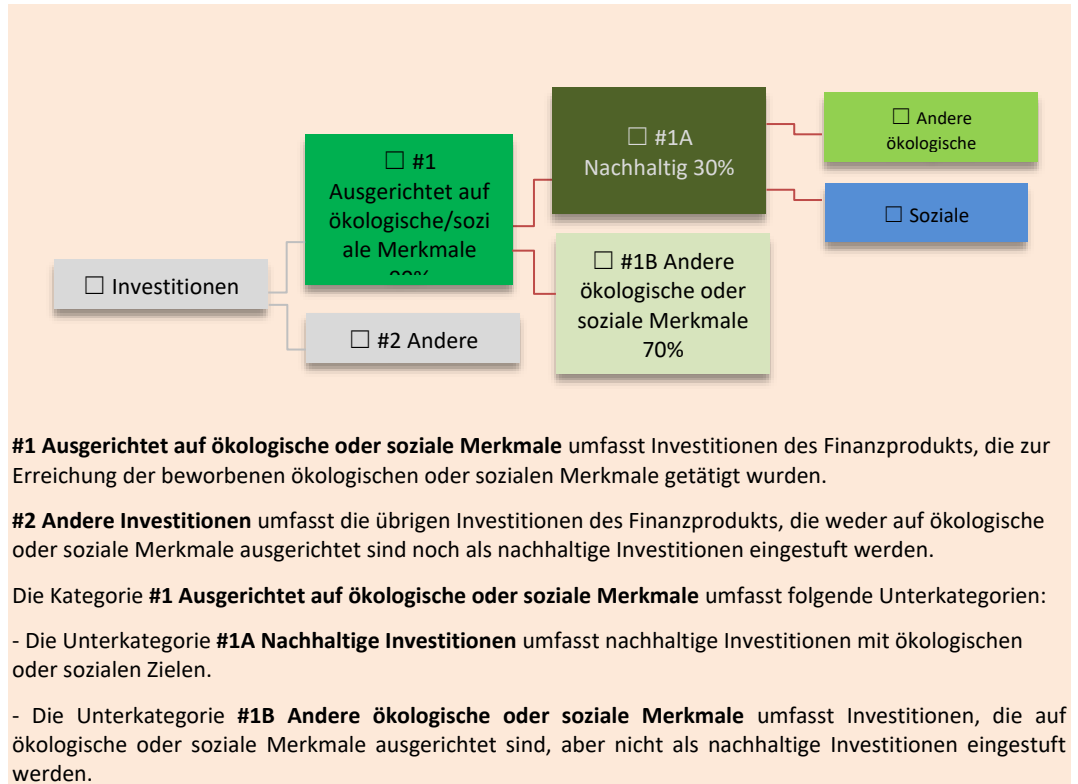 ☐ Investitionen
☐ #1
Ausgerichtet auf
ökologische/sozi
ale Merkmale
☐ #2 Andere
☐ #1A
Nachhaltig 30%
☐ #1B Andere
ökologische oder
soziale Merkmale
70%
☐ Andere
ökologische
☐ Soziale
#1 Ausgerichtet auf ökologische oder soziale Merkmale umfasst Investitionen des Finanzprodukts, die zur
Erreichung der beworbenen ökologischen oder sozialen Merkmale getätigt wurden.
#2 Andere Investitionen umfasst die übrigen Investitionen des Finanzprodukts, die weder auf ökologische
oder soziale Merkmale ausgerichtet sind noch als nachhaltige Investitionen eingestuft werden.
Die Kategorie #1 Ausgerichtet auf ökologische oder soziale Merkmale umfasst folgende Unterkategorien:
- Die Unterkategorie #1A Nachhaltige Investitionen umfasst nachhaltige Investitionen mit ökologischen
oder sozialen Zielen.
- Die Unterkategorie #1B Andere ökologische oder soziale Merkmale umfasst Investitionen, die auf
ökologische oder soziale Merkmale ausgerichtet sind, aber nicht als nachhaltige Investitionen eingestuft
werden.